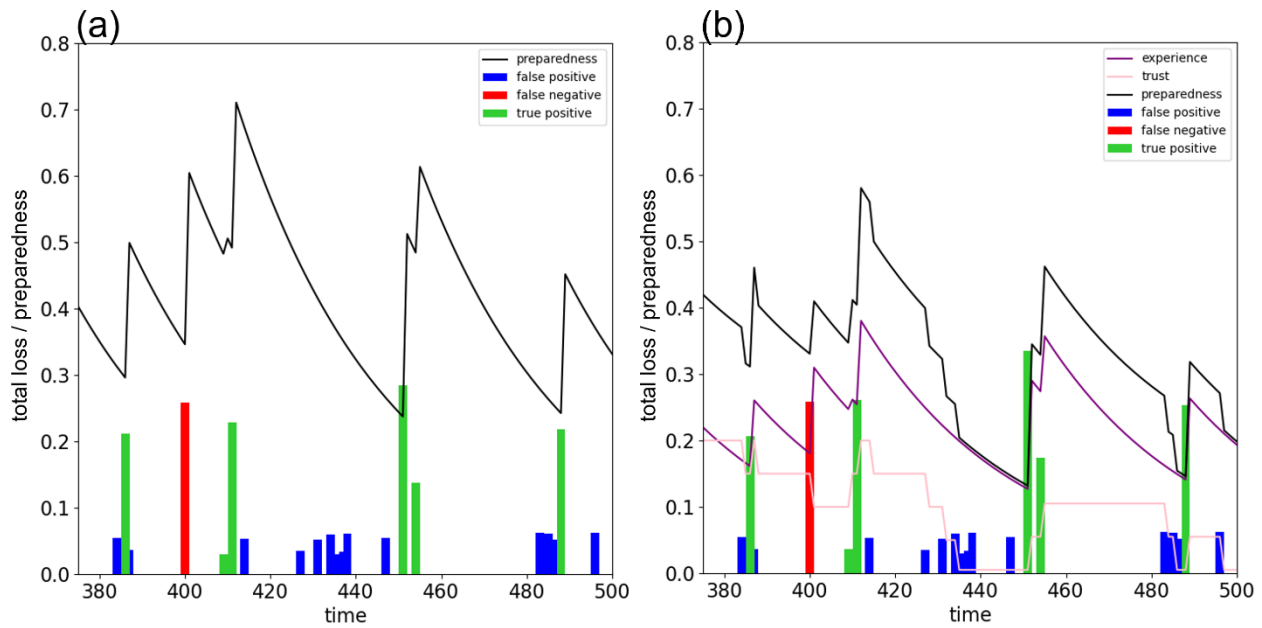 (a)
0.8
0.7
0.6
0.5
0.4
0.3
0.2
0.1
0.0
total loss / preparedness
preparedness
false positive
false negative
true positive
380 400 420 440 460 480 500
time
(b)
0.8
0.7
0.6
0.5
0.4
0.3
0.2
0.1
0.0
total loss / preparedness
experience
trust
preparedness
false positive
false negative
true positive
380 400 420 440 460 480 500
time